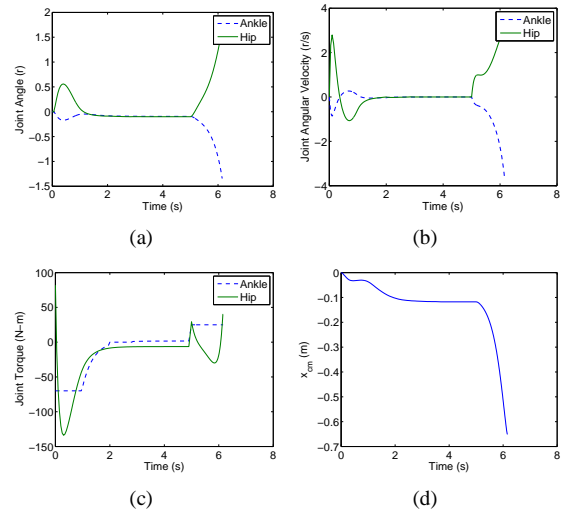 2
1.5
1
0.5
0
−0.5
−1
−1.5
0 2 4 6 8
Joint Angle (r)
Time (s)
Ankle
Hip
(a)
4
2
0
−2
−4
0 2 4 6 8
Joint Angular Velocity (r/s)
Time (s)
Ankle
Hip
(b)
100
50
0
−50
−100
−150
0 2 4 6 8
Joint Torque (N−m)
Time (s)
Ankle
Hip
(c)
0
−0.1
−0.2
−0.3
−0.4
−0.5
−0.6
−0.7
0 2 4 6 8
x_cm (m)
Time (s)
(d)